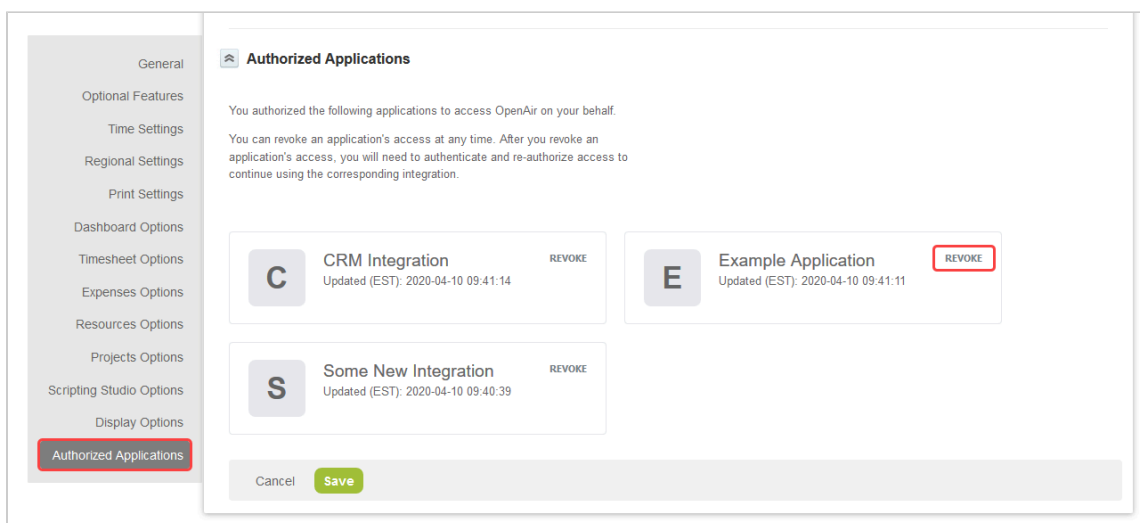 General
Optional Features
Time Settings
Regional Settings
Print Settings
Dashboard Options
Timesheet Options
Expenses Options
Resources Options
Projects Options
Scripting Studio Options
Display Options
Authorized Applications
Authorized Applications
You authorized the following applications to access OpenAir on your behalf.
You can revoke an application's access at any time. After you revoke an
application's access, you will need to authenticate and re-authorize access to
continue using the corresponding integration.
C
CRM Integration
REVOKE
Updated (EST): 2020-04-10 09:41:14
E
Example Application
REVOKE
Updated (EST): 2020-04-10 09:41:11
S
Some New Integration
REVOKE
Updated (EST): 2020-04-10 09:40:39
Cancel
Save